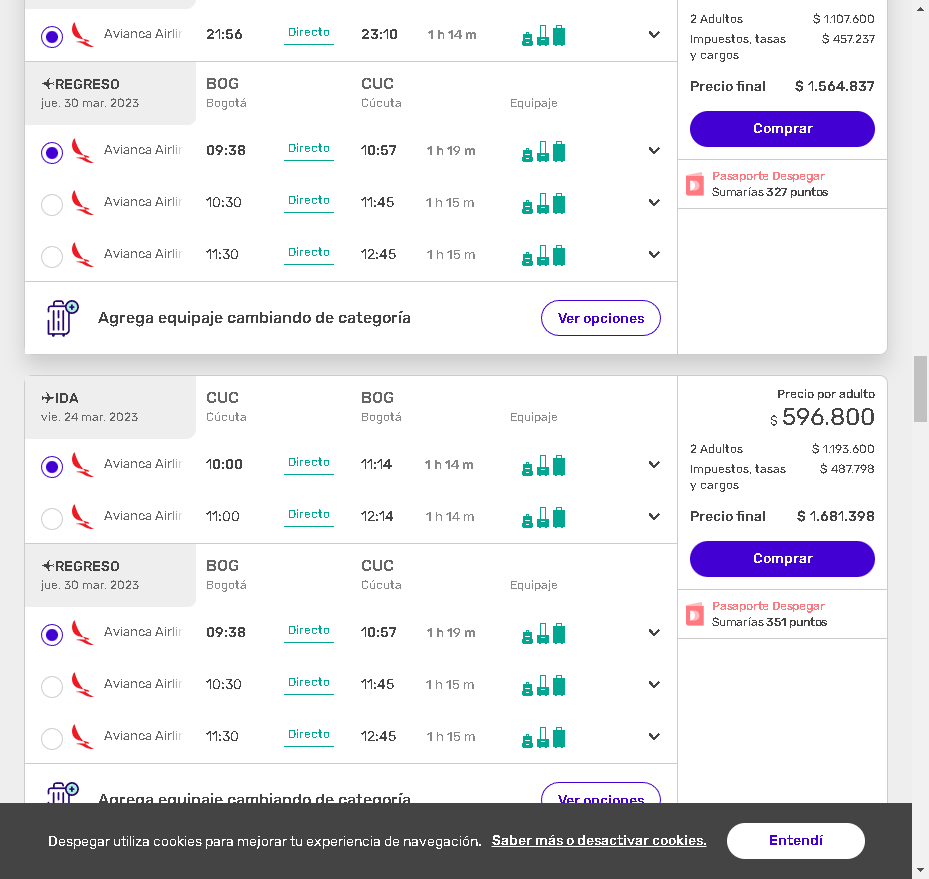 Avianca Airlin 21:56 Directo 23:10 1 h 14 m
REGRESO BOG CUC
jue. 30 mar. 2023 Bogotá Cúcuta Equipaje
Avianca Airlin 09:38 Directo 10:57 1 h 19 m
Avianca Airlin 10:30 Directo 11:45 1 h 15 m
Avianca Airlin 11:30 Directo 12:45 1 h 15 m
Agrega equipaje cambiando de categoría Ver opciones
2 Adultos $ 1.107.600
Impuestos, tasas $ 457.237
y cargos
Precio final $ 1.564.837
Comprar
Pasaporte Despegar
Sumarías 327 puntos
IDA CUC BOG
vie. 24 mar. 2023 Cúcuta Bogotá Equipaje
Avianca Airlin 10:00 Directo 11:14 1 h 14 m
Avianca Airlin 11:00 Directo 12:14 1 h 14 m
REGRESO BOG CUC
jue. 30 mar. 2023 Bogotá Cúcuta Equipaje
Avianca Airlin 09:38 Directo 10:57 1 h 19 m
Avianca Airlin 10:30 Directo 11:45 1 h 15 m
Avianca Airlin 11:30 Directo 12:45 1 h 15 m
Agrega equipaje cambiando de categoría Ver opciones
Precio por adulto
$ 596.800
2 Adultos $ 1.193.600
Impuestos, tasas $ 487.798
y cargos
Precio final $ 1.681.398
Comprar
Pasaporte Despegar
Sumarías 351 puntos
Despegar utiliza cookies para mejorar tu experiencia de navegación. Saber más o desactivar cookies. Entendí